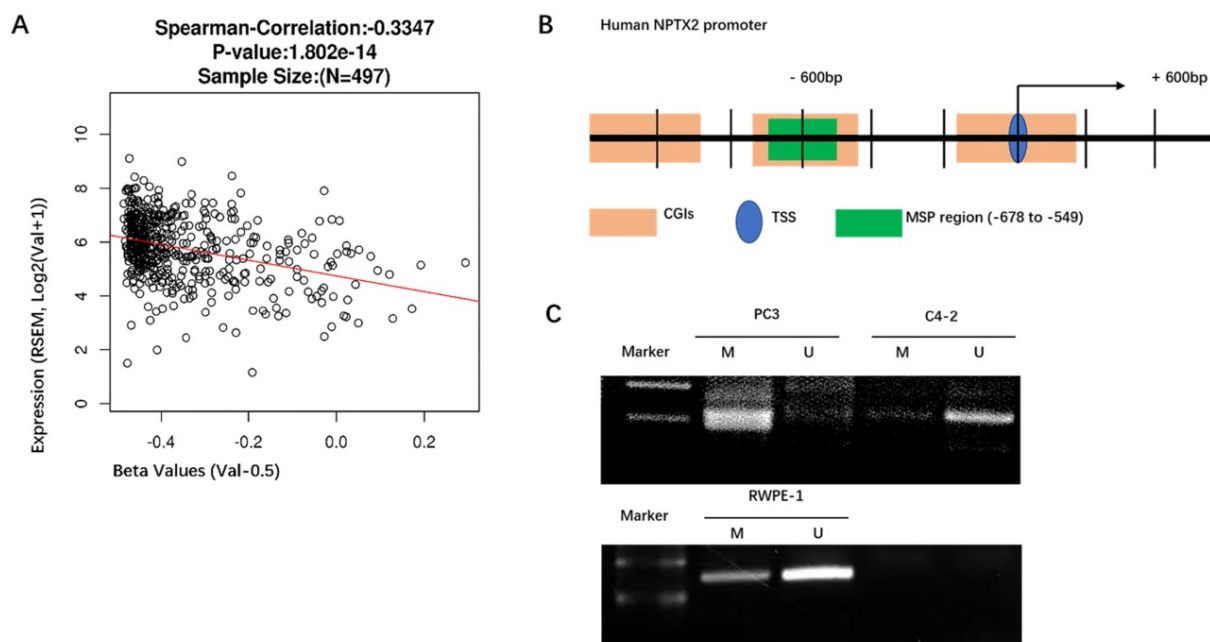 A
Spearman-Correlation:-0.3347
P-value:1.802e-14
Sample Size:(N=497)
Expression (RSEM, Log2(Val+1))
10
8
6
4
2
0
-0.4
-0.2
0.0
0.2
Beta Values (Val-0.5)
B
Human NPTX2 promoter
- 600bp
+ 600bp
CGIs
TSS
MSP region (-678 to -549)
C
PC3
C4-2
Marker
M
U
M
U
RWPE-1
Marker
M
U